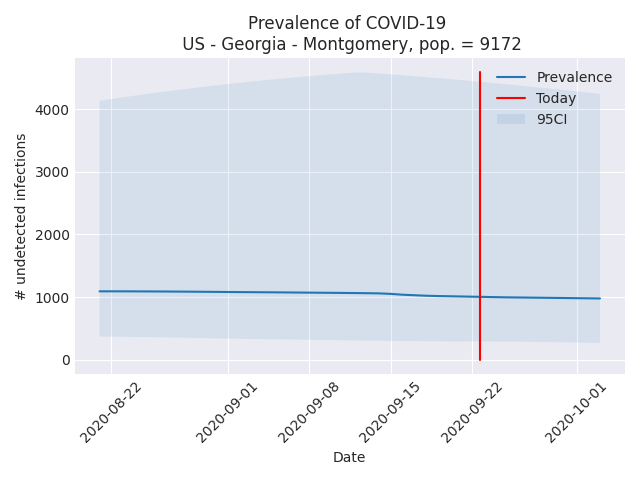 Prevalence of COVID-19
US - Georgia - Montgomery, pop. = 9172
Prevalence
Today
95CI
# undetected infections
4000
3000
2000
1000
0
2020-08-22
2020-09-01
2020-09-08
2020-09-15
2020-09-22
2020-10-01
Date